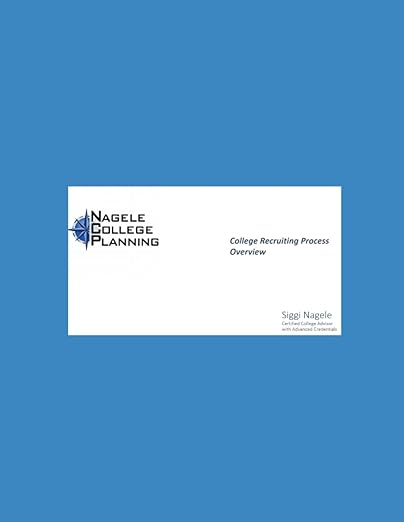 NAGELE
COLLEGE
PLANNING
College Recruiting Process
Overview
Siggi Nagele
Certified College Advisor
with Advanced Credentials